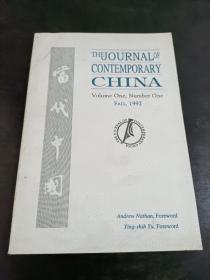 THE JOURNAL OF
CONTEMPORARY
CHINA
Volume One, Number One
FALL, 1992
當代中國
Andrew Nathan, Foreword
Ying-shih Yu, Foreword